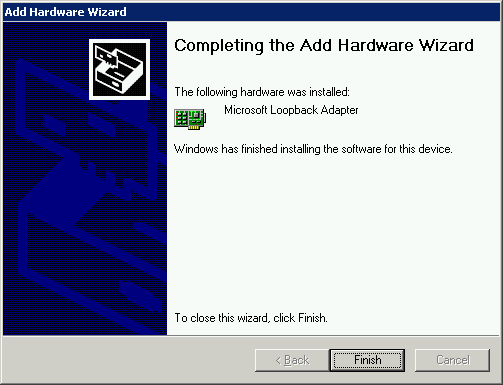 Add Hardware Wizard
Completing the Add Hardware Wizard
The following hardware was installed:
Microsoft Loopback Adapter
Windows has finished installing the software for this device.
To close this wizard, click Finish.
< Back
Finish
Cancel